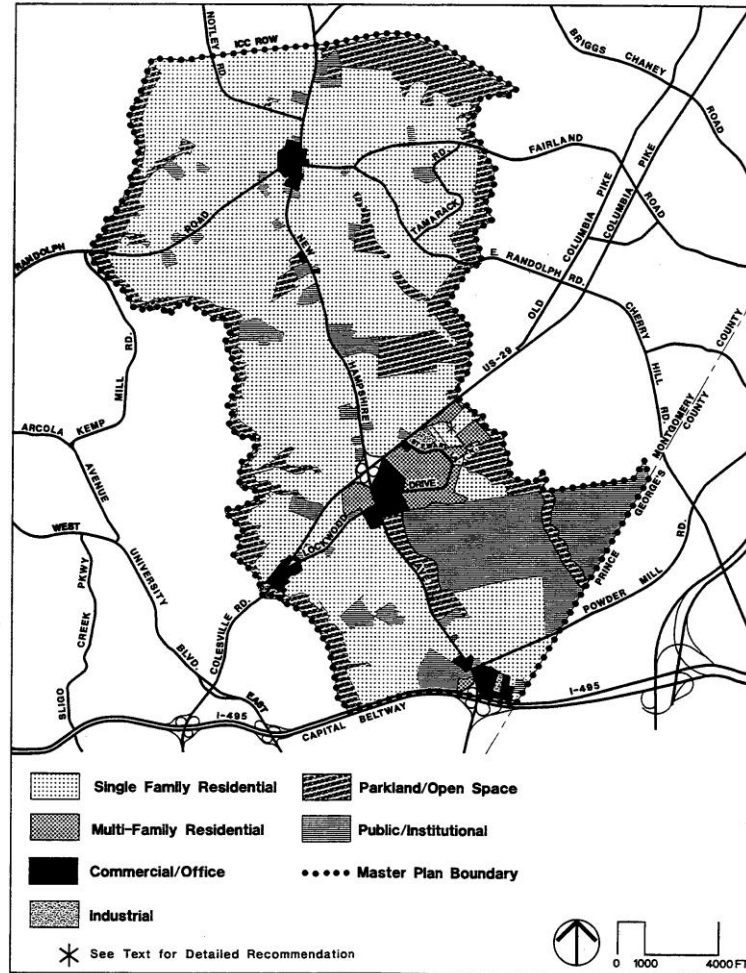 NOTLEY RD.
ICC ROW
BRIGGS CHANEY ROAD
FAIRLAND ROAD
RD.
TAMARACK
COLUMBIA PIKE
OLD COLUMBIA PIKE
RANDOLPH ROAD
NEW HAMPSHIRE
E. RANDOLPH RD.
CHERRY HILL RD.
US-29
COUNTY
MONTGOMERY COUNTY
PRINCE GEORGE'S
KEMP MILL RD.
ARCOLA AVENUE
DRIVE
LOCKWOOD
WEST
UNIVERSITY BLVD. EAST
SLIGO CREEK PKWY
COLESVILLE RD.
POWDER MILL RD.
I-495
I-495
CAPITAL BELTWAY
Single Family Residential
Parkland/Open Space
Multi-Family Residential
Public/Institutional
Commercial/Office
Master Plan Boundary
Industrial
See Text for Detailed Recommendation
0 1000 4000 FT